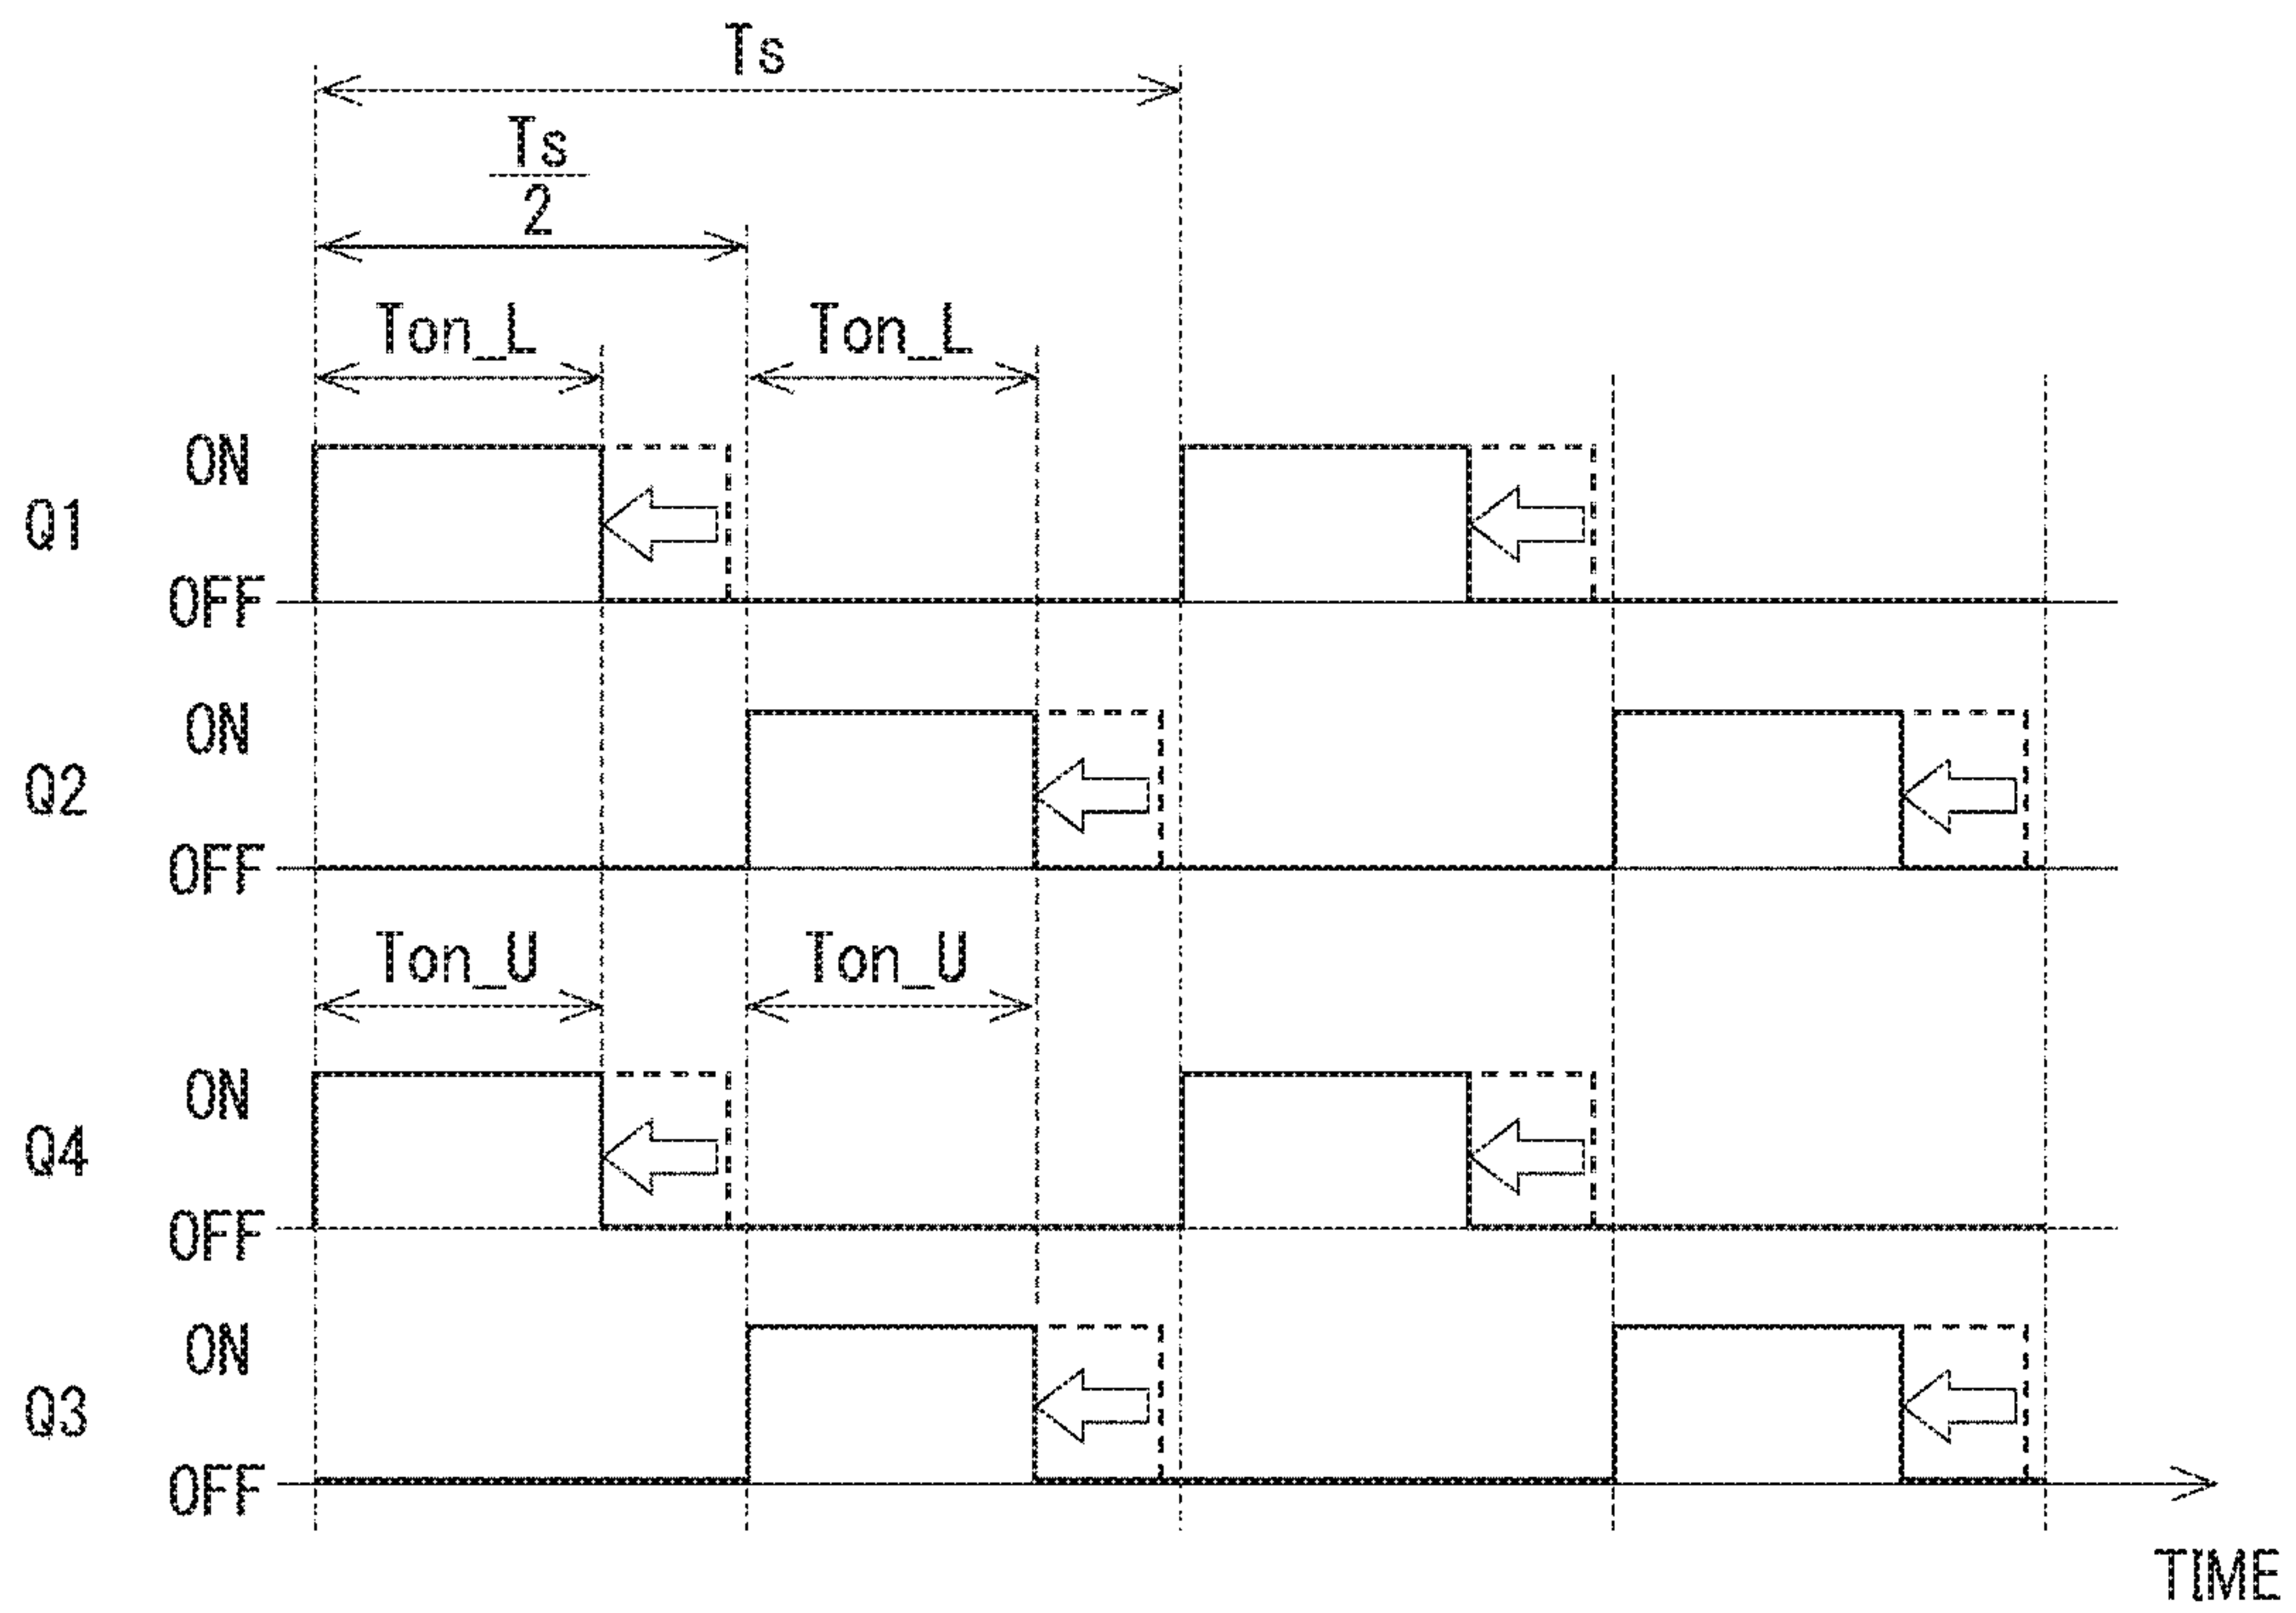 Ts
Ts
2
Ton_L Ton_L
ON
Q1
OFF
ON
Q2
OFF
Ton_U Ton_U
ON
Q4
OFF
ON
Q3
OFF
TIME